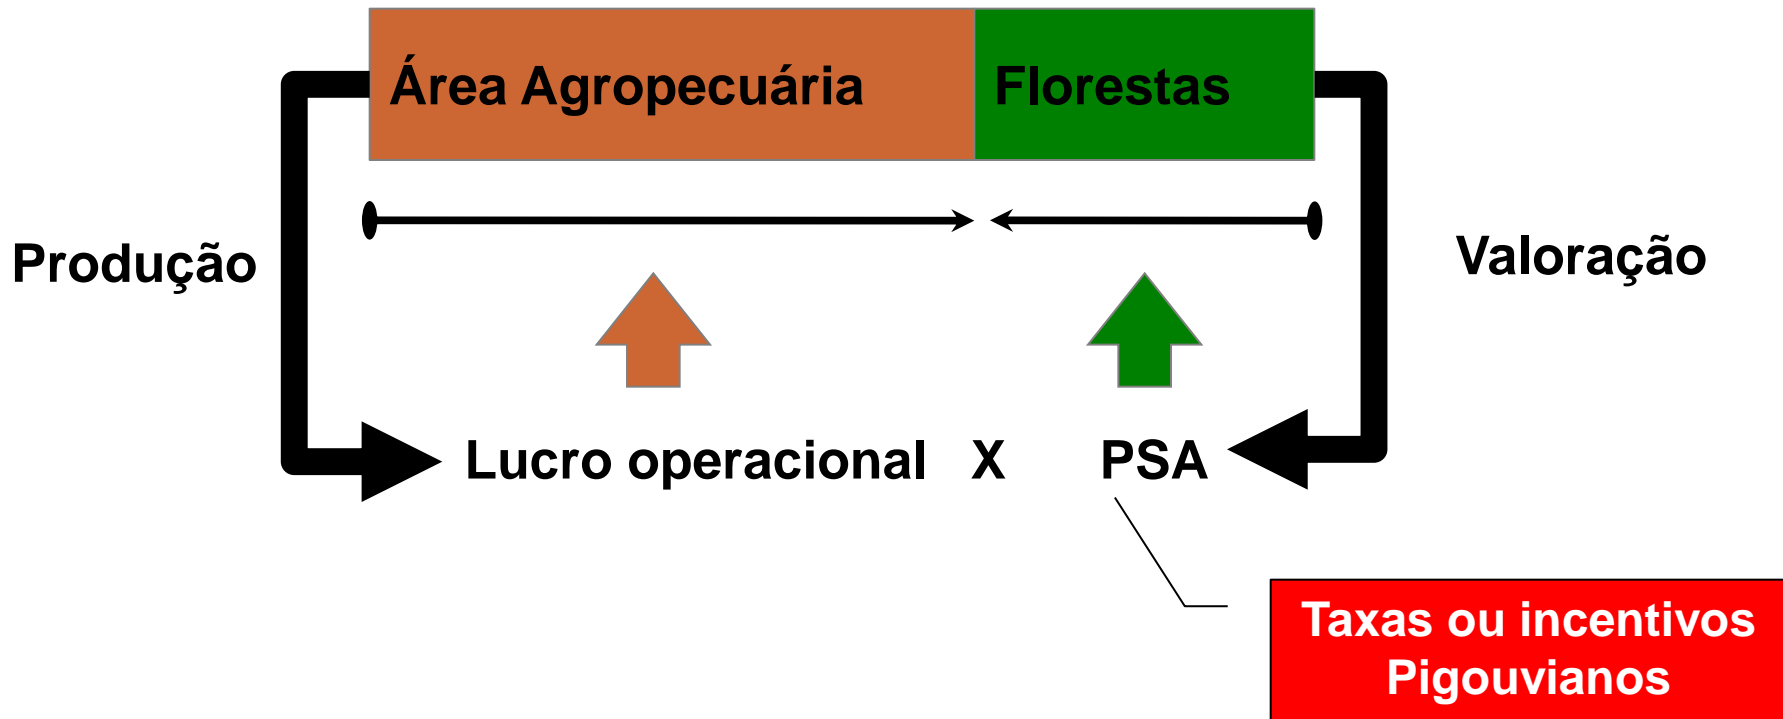 Área Agropecuária Florestas
Produção
Valoração
Lucro operacional X PSA
Taxas ou incentivos
Pigouvianos